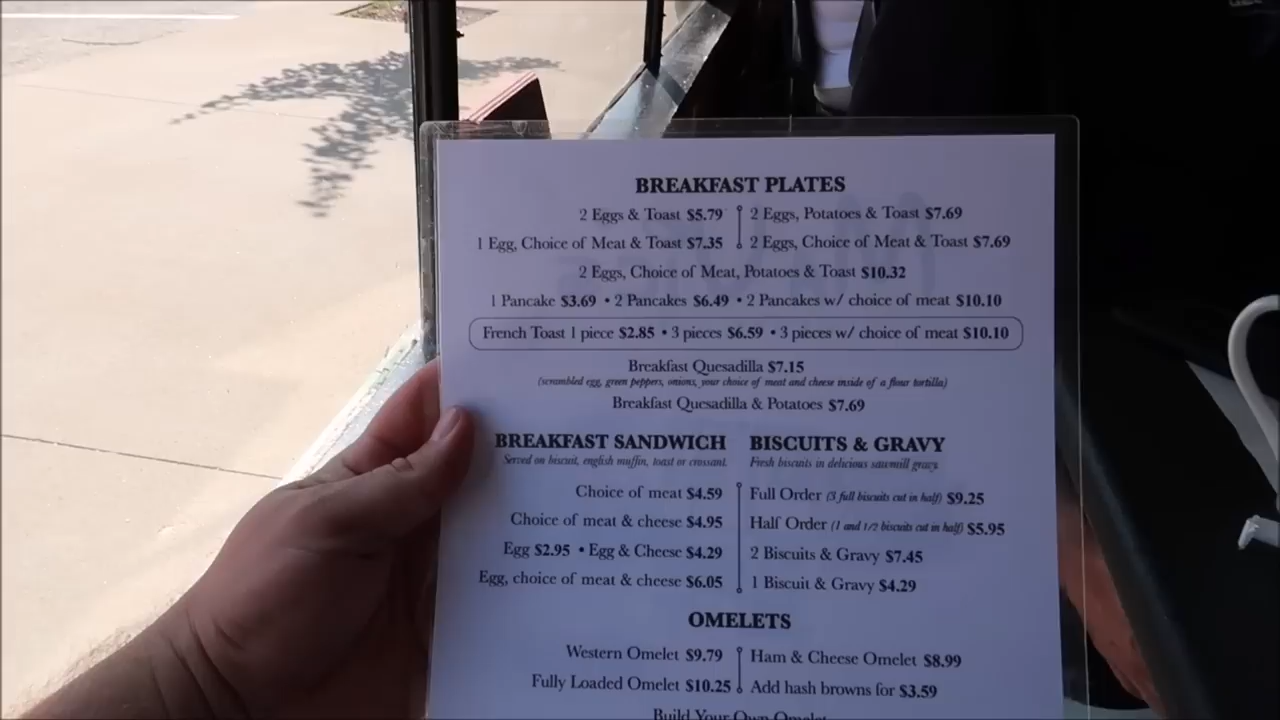 BREAKFAST PLATES
2 Eggs & Toast $5.79
2 Eggs, Potatoes & Toast $7.69
1 Egg, Choice of Meat & Toast $7.35
2 Eggs, Choice of Meat & Toast $7.69
2 Eggs, Choice of Meat, Potatoes & Toast $10.32
1 Pancake $3.69 • 2 Pancakes $6.49 • 2 Pancakes w/ choice of meat $10.10
French Toast 1 piece $2.85 • 3 pieces $6.59 • 3 pieces w/ choice of meat $10.10
Breakfast Quesadilla $7.15
(scrambled egg, green peppers, onions, your choice of meat and cheese inside of a flour tortilla)
Breakfast Quesadilla & Potatoes $7.69
BREAKFAST SANDWICH
Served on biscuit, english muffin, toast or crossant.
Choice of meat $4.59
Choice of meat & cheese $4.95
Egg $2.95 • Egg & Cheese $4.29
Egg, choice of meat & cheese $6.05
BISCUITS & GRAVY
Fresh biscuits in delicious sawmill gravy.
Full Order (3 full biscuits cut in half) $9.25
Half Order (1 and 1/2 biscuits cut in half) $5.95
2 Biscuits & Gravy $7.45
1 Biscuit & Gravy $4.29
OMELETS
Western Omelet $9.79
Ham & Cheese Omelet $8.99
Fully Loaded Omelet $10.25
Add hash browns for $3.59
Build Your Own Omelet